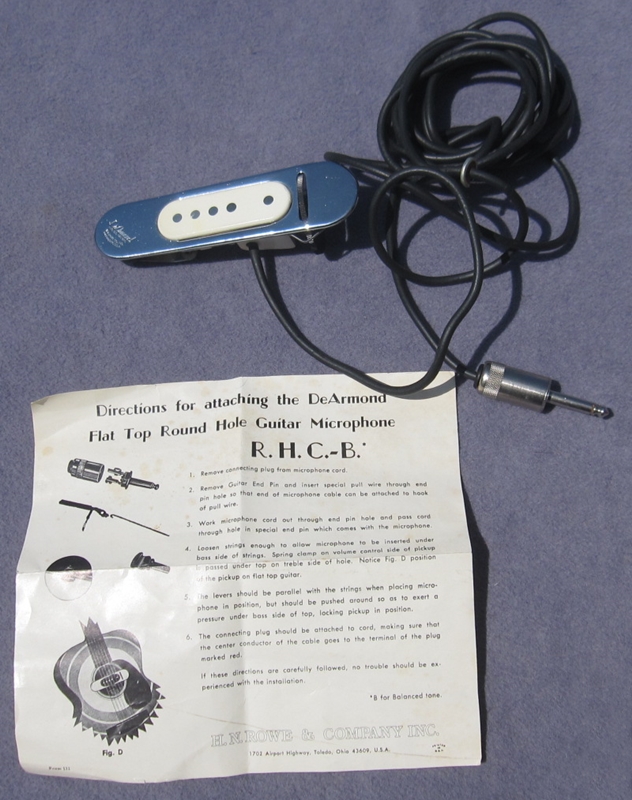 DeArmond
Directions for attaching the DeArmond
Flat Top Round Hole Guitar Microphone
R. H. C.-B.*
1. Remove connecting plug from microphone cord.
2. Remove Guitar End Pin and insert special pull wire through end
pin hole so that end of microphone cable can be attached to hook
of pull wire.
3. Work microphone cord out through end pin hole and pass cord
through hole in special end pin which comes with the microphone.
4. Loosen strings enough to allow microphone to be inserted under
bass side of strings. Spring clamp on volume control side of pickup
is passed under top on treble side of hole. Notice Fig. D position
of the pickup on flat top guitar.
5. The levers should be parallel with the strings when placing micro-
phone in position, but should be pushed around so as to exert a
pressure under bass side of top, locking pickup in position.
6. The connecting plug should be attached to cord, making sure that
the center conductor of the cable goes to the terminal of the plug
marked red.
If these directions are carefully followed, no trouble should be ex-
perienced with the installation.
*B for Balanced tone.
Fig. D
H. N. ROWE & COMPANY INC.
1702 Airport Highway, Toledo, Ohio 43609, U.S.A.